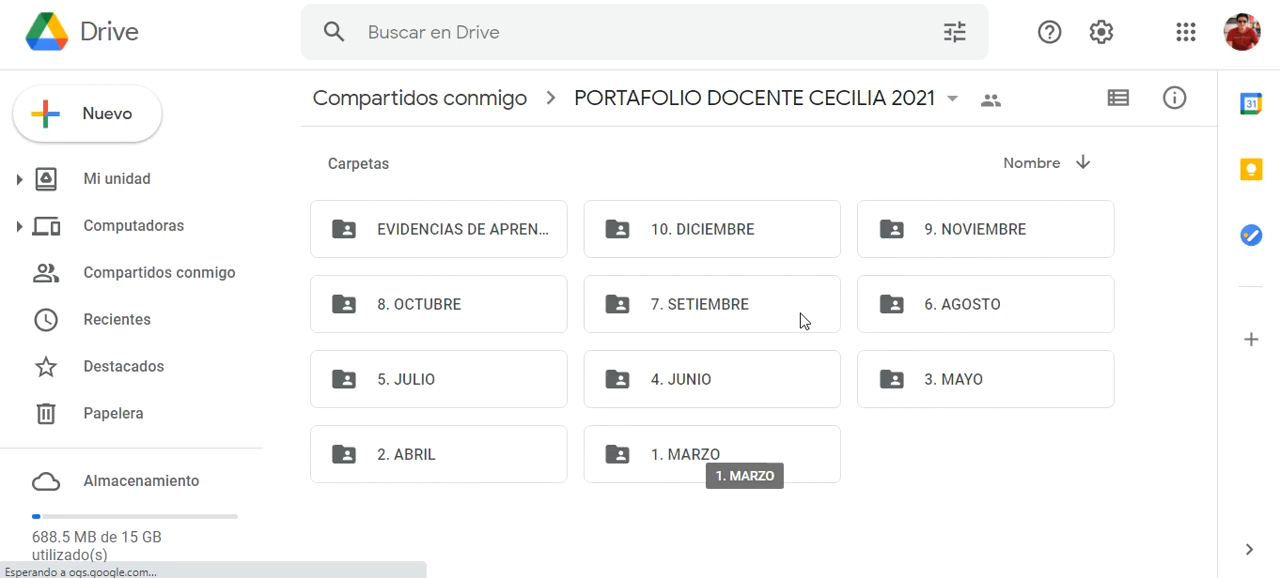 Drive
Buscar en Drive
Nuevo
Compartidos conmigo
PORTAFOLIO DOCENTE CECILIA 2021
Mi unidad
Computadoras
Compartidos conmigo
Recientes
Destacados
Papelera
Almacenamiento
688.5 MB de 15 GB
utilizado(s)
Esperando a ogs.google.com...
Carpetas
Nombre
EVIDENCIAS DE APREN...
10. DICIEMBRE
9. NOVIEMBRE
8. OCTUBRE
7. SETIEMBRE
6. AGOSTO
5. JULIO
4. JUNIO
3. MAYO
2. ABRIL
1. MARZO
1. MARZO
31